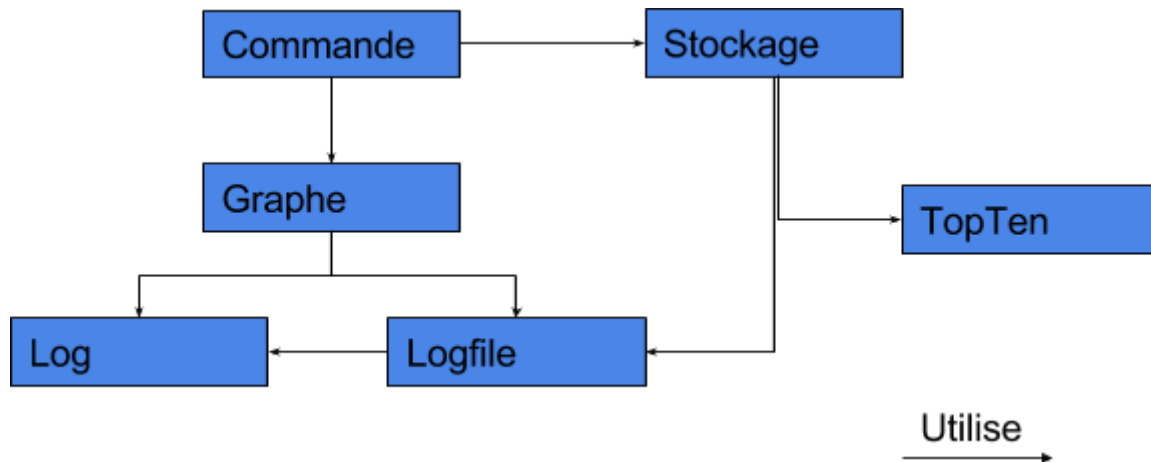 Commande
Stockage
Graphe
TopTen
Log
Logfile
Utilise